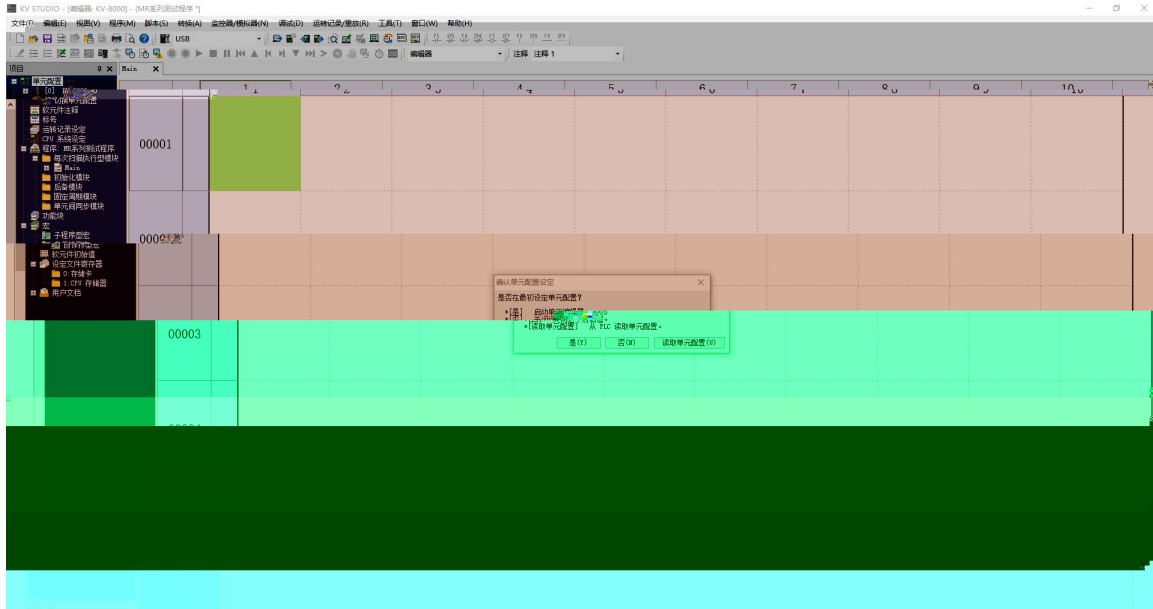 KV STUDIO - [编辑器: KV-8000] - [MR系列测试程序 *]
文件(F) 编辑(E) 视图(V) 程序(M) 脚本(S) 转换(A) 监控器/模拟器(N) 调试(D) 运转记录/重放(R) 工具(T) 窗口(W) 帮助(H)
USB
编辑器 注释 注释 1
项目 Main
单元配置
1 2 3 4 5 6 7 8 9 10
[0]
软元件注释
标号
运转记录设定
CPU 系统设定
程序: MR系列测试程序
每次扫描执行型模块
Main
初始化模块
后备模块
固定周期模块
单元间同步模块
功能块
宏
子程序型宏
软元件初始值
设定文件寄存器
0:存储卡
1:CPU 存储器
用户文档
00001
00003
确认单元配置设定
是否在最初设定单元配置?
*[读取单元配置] 从 PLC 读取单元配置。
是(Y) 否(N) 读取单元配置(U)